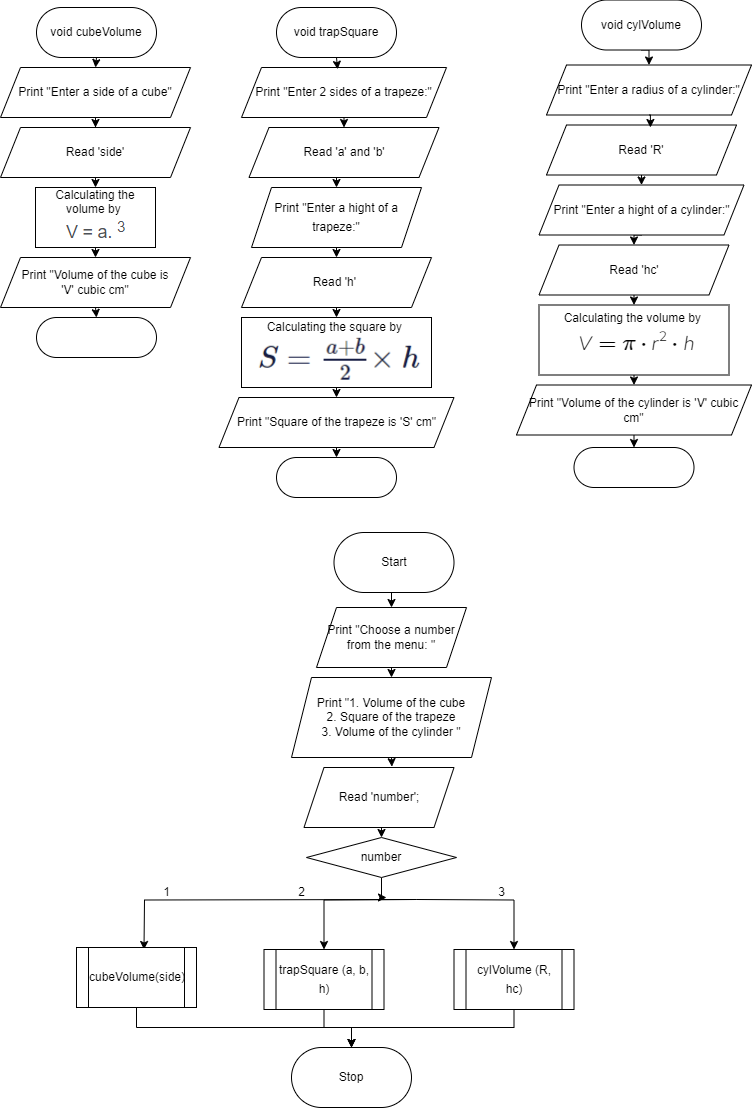 void cubeVolume
Print "Enter a side of a cube"
Read 'side'
Calculating the
volume by
V = a. 3
Print "Volume of the cube is
'V' cubic cm"
void trapSquare
Print "Enter 2 sides of a trapeze:"
Read 'a' and 'b'
Print "Enter a hight of a
trapeze:"
Read 'h'
Calculating the square by
S = a+b/2 × h
Print "Square of the trapeze is 'S' cm"
void cylVolume
Print "Enter a radius of a cylinder:"
Read 'R'
Print "Enter a hight of a cylinder:"
Read 'hc'
Calculating the volume by
V = π · r² · h
Print "Volume of the cylinder is 'V' cubic
cm"
Start
Print "Choose a number
from the menu: "
Print "1. Volume of the cube
2. Square of the trapeze
3. Volume of the cylinder "
Read 'number';
number
1
2
3
cubeVolume(side)
trapSquare (a, b,
h)
cylVolume (R,
hc)
Stop